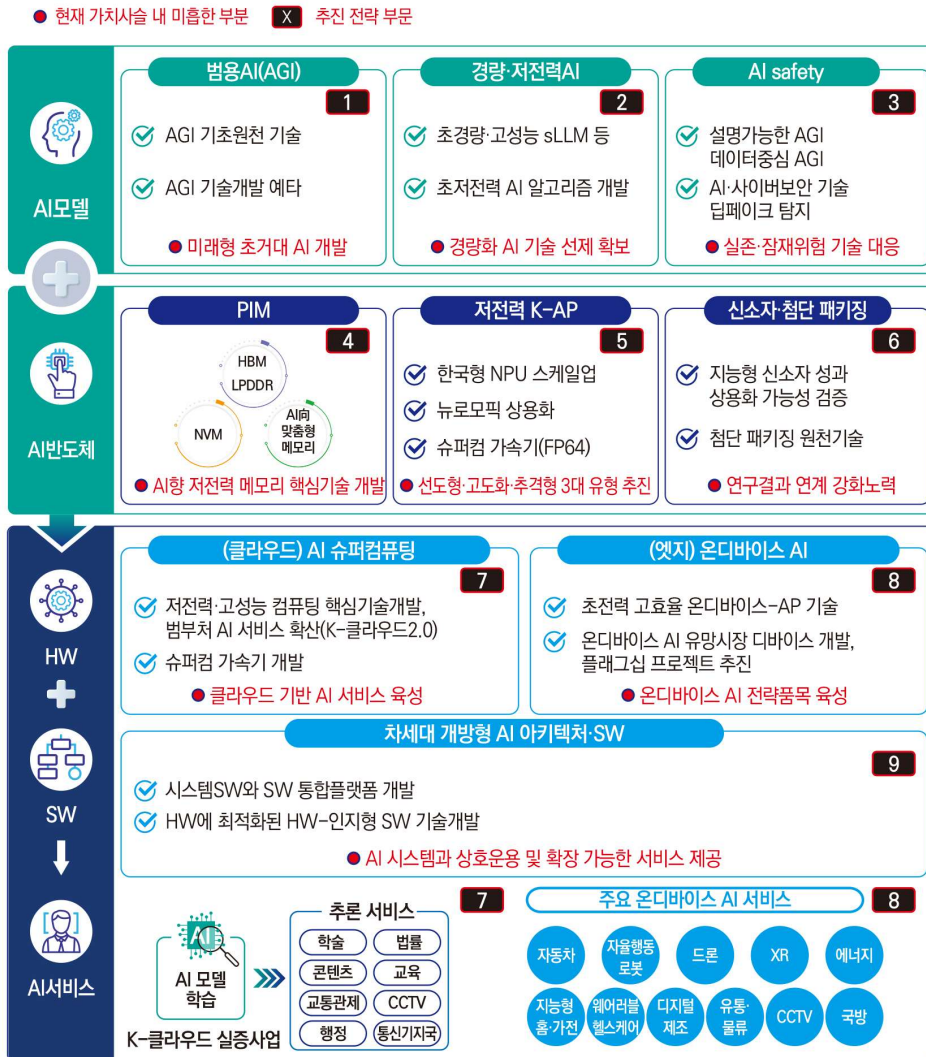 현재 가치사슬 내 미흡한 부분 X 추진 전략 부문
AI모델
범용AI(AGI)
1
AGI 기초원천 기술
AGI 기술개발 예타
미래형 초거대 AI 개발
경량·저전력AI
2
초경량·고성능 sLLM 등
초저전력 AI 알고리즘 개발
경량화 AI 기술 선제 확보
AI safety
3
설명가능한 AGI
데이터중심 AGI
AI·사이버보안 기술
딥페이크 탐지
실존·잠재위험 기술 대응
AI반도체
PIM
4
HBM
LPDDR
NVM
AI向
맞춤형
메모리
AI향 저전력 메모리 핵심기술 개발
저전력 K-AP
5
한국형 NPU 스케일업
뉴로모픽 상용화
슈퍼컴 가속기(FP64)
선도형·고도화·추격형 3대 유형 추진
신소자·첨단 패키징
6
지능형 신소자 성과
상용화 가능성 검증
첨단 패키징 원천기술
연구결과 연계 강화노력
HW
SW
(클라우드) AI 슈퍼컴퓨팅
7
저전력·고성능 컴퓨팅 핵심기술개발,
범부처 AI 서비스 확산(K-클라우드2.0)
슈퍼컴 가속기 개발
클라우드 기반 AI 서비스 육성
(엣지) 온디바이스 AI
8
초전력 고효율 온디바이스-AP 기술
온디바이스 AI 유망시장 디바이스 개발,
플래그십 프로젝트 추진
온디바이스 AI 전략품목 육성
차세대 개방형 AI 아키텍처·SW
9
시스템SW와 SW 통합플랫폼 개발
HW에 최적화된 HW-인지형 SW 기술개발
AI 시스템과 상호운용 및 확장 가능한 서비스 제공
AI서비스
7
AI
AI 모델
학습
K-클라우드 실증사업
추론 서비스
학술 법률
콘텐츠 교육
교통관제 CCTV
행정 통신기지국
주요 온디바이스 AI 서비스
8
자동차
자율행동
로봇
드론
XR
에너지
지능형
홈·가전
웨어러블
헬스케어
디지털
제조
유통·
물류
CCTV
국방